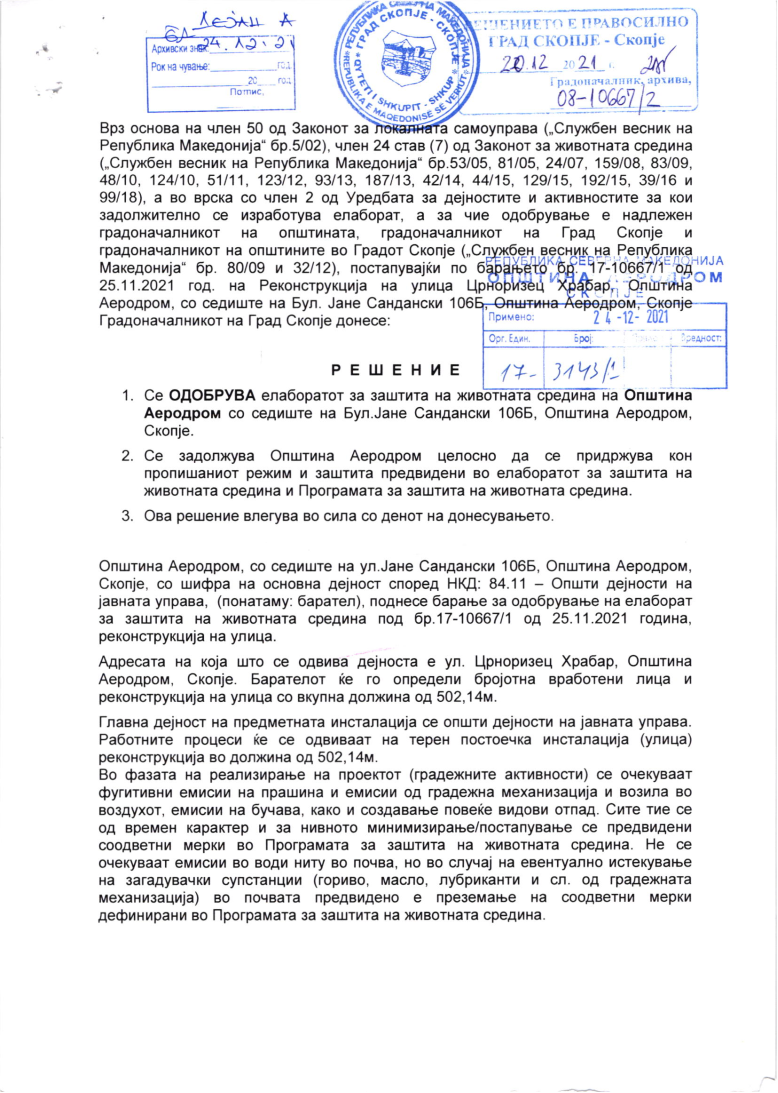 Архивски знак:
24.12.21
Рок на чување: год.
20 год.
Потпис,
РЕПУБЛИКА СЕВЕРНА МАКЕДОНИЈА
ГРАД СКОПЈЕ - СКОПЈЕ
РЕШЕНИЕТО Е ПРАВОСИЛНО
ГРАД СКОПЈЕ - Скопје
20.12 2021 г.
Градоначалник, архива,
08-10667/2
Врз основа на член 50 од Законот за локалната самоуправа („Службен весник на
Република Македонија“ бр.5/02), член 24 став (7) од Законот за животната средина
(„Службен весник на Република Македонија“ бр.53/05, 81/05, 24/07, 159/08, 83/09,
48/10, 124/10, 51/11, 123/12, 93/13, 187/13, 42/14, 44/15, 129/15, 192/15, 39/16 и
99/18), а во врска со член 2 од Уредбата за дејностите и активностите за кои
задолжително се изработува елаборат, а за чие одобрување е надлежен
градоначалникот на општината, градоначалникот на Град Скопје и
градоначалникот на општините во Градот Скопје („Службен весник на Република
Македонија“ бр. 80/09 и 32/12), постапувајќи по барањето бр. 17-10667/1 од
25.11.2021 год. на Реконструкција на улица Црноризец Храбар, Општина
Аеродром, со седиште на Бул. Јане Сандански 106Б, Општина Аеродром, Скопје
Градоначалникот на Град Скопје донесе:
РЕПУБЛИКА СЕВЕРНА МАКЕДОНИЈА
ОПШТИНА АЕРОДРОМ
СКОПЈЕ
Примено: 24-12-2021
Орг. Един. Број: Вредност:
17- 3143/1
Р Е Ш Е Н И Е
1. Се ОДОБРУВА елаборатот за заштита на животната средина на Општина
Аеродром со седиште на Бул.Јане Сандански 106Б, Општина Аеродром,
Скопје.
2. Се задолжува Општина Аеродром целосно да се придржува кон
пропишаниот режим и заштита предвидени во елаборатот за заштита на
животната средина и Програмата за заштита на животната средина.
3. Ова решение влегува во сила со денот на донесувањето.
Општина Аеродром, со седиште на ул.Јане Сандански 106Б, Општина Аеродром,
Скопје, со шифра на основна дејност според НКД: 84.11 – Општи дејности на
јавната управа, (понатаму: барател), поднесе барање за одобрување на елаборат
за заштита на животната средина под бр.17-10667/1 од 25.11.2021 година,
реконструкција на улица.
Адресата на која што се одвива дејноста е ул. Црноризец Храбар, Општина
Аеродром, Скопје. Барателот ќе го определи бројотна вработени лица и
реконструкција на улица со вкупна должина од 502,14м.
Главна дејност на предметната инсталација се општи дејности на јавната управа.
Работните процеси ќе се одвиваат на терен постоечка инсталација (улица)
реконструкција во должина од 502,14м.
Во фазата на реализирање на проектот (градежните активности) се очекуваат
фугитивни емисии на прашина и емисии од градежна механизација и возила во
воздухот, емисии на бучава, како и создавање повеќе видови отпад. Сите тие се
од времен карактер и за нивното минимизирање/постапување се предвидени
соодветни мерки во Програмата за заштита на животната средина. Не се
очекуваат емисии во води ниту во почва, но во случај на евентуално истекување
на загадувачки супстанции (гориво, масло, лубриканти и сл. од градежната
механизација) во почвата предвидено е преземање на соодветни мерки
дефинирани во Програмата за заштита на животната средина.